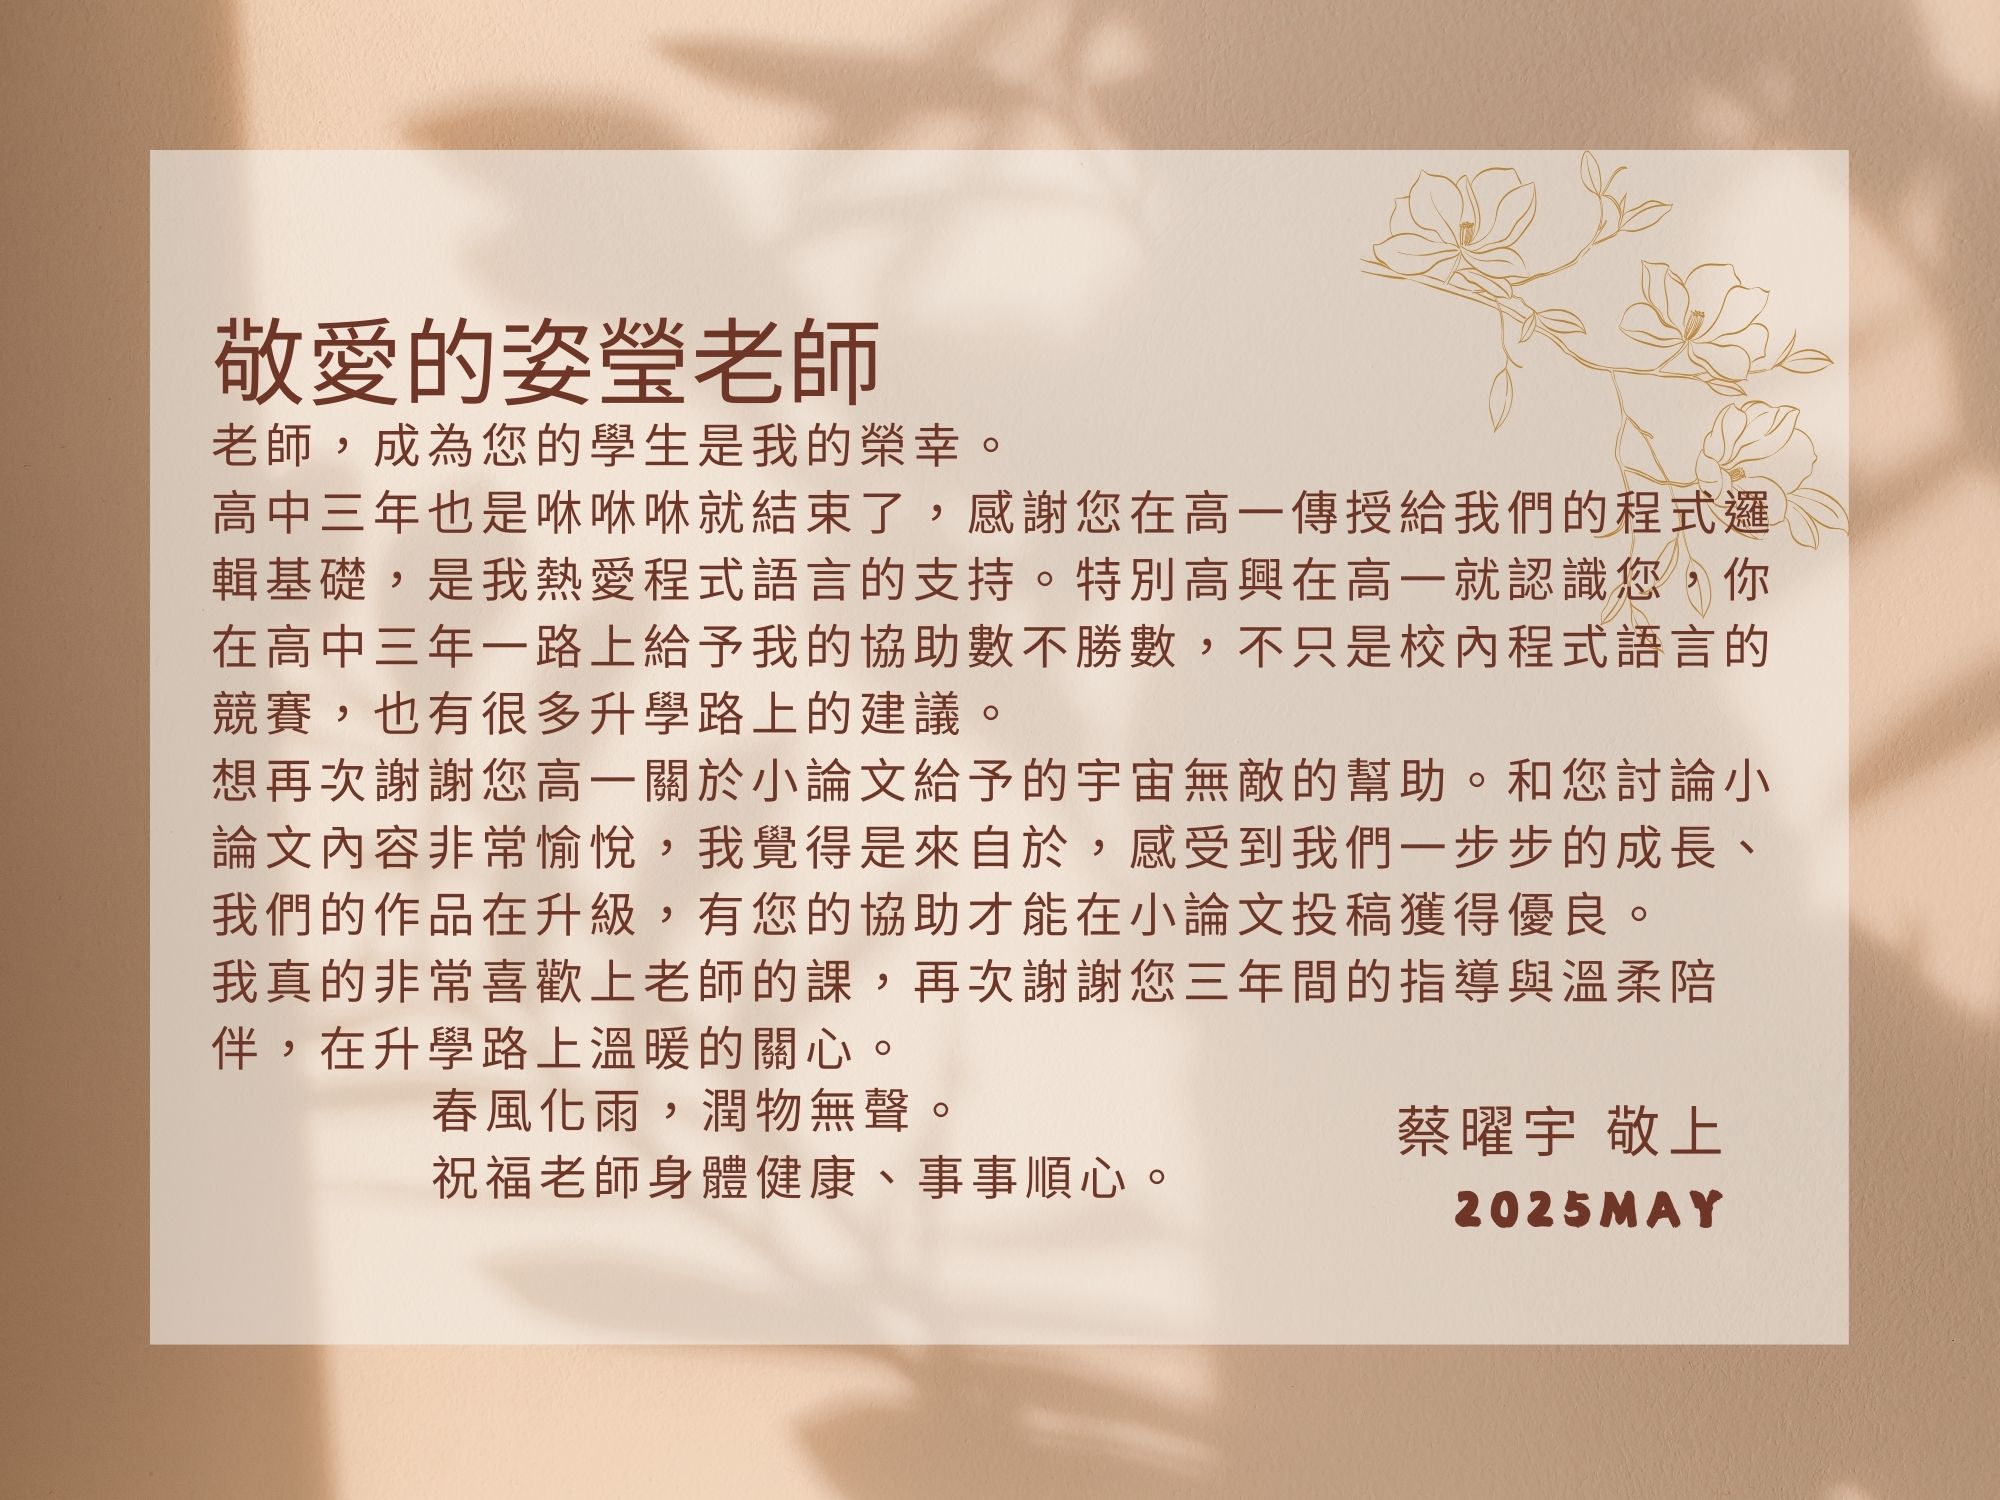 敬愛的姿瑩老師
老師，成為您的學生是我的榮幸。
高中三年也是咻咻咻就結束了，感謝您在高一傳授給我們的程式邏
輯基礎，是我熱愛程式語言的支持。特別高興在高一就認識您，你
在高中三年一路上給予我的協助數不勝數，不只是校內程式語言的
競賽，也有很多升學路上的建議。
想再次謝謝您高一關於小論文給予的宇宙無敵的幫助。和您討論小
論文內容非常愉悅，我覺得是來自於，感受到我們一步步的成長、
我們的作品在升級，有您的協助才能在小論文投稿獲得優良。
我真的非常喜歡上老師的課，再次謝謝您三年間的指導與溫柔陪
伴，在升學路上溫暖的關心。
春風化雨，潤物無聲。
祝福老師身體健康、事事順心。
蔡曜宇 敬上
2025MAY